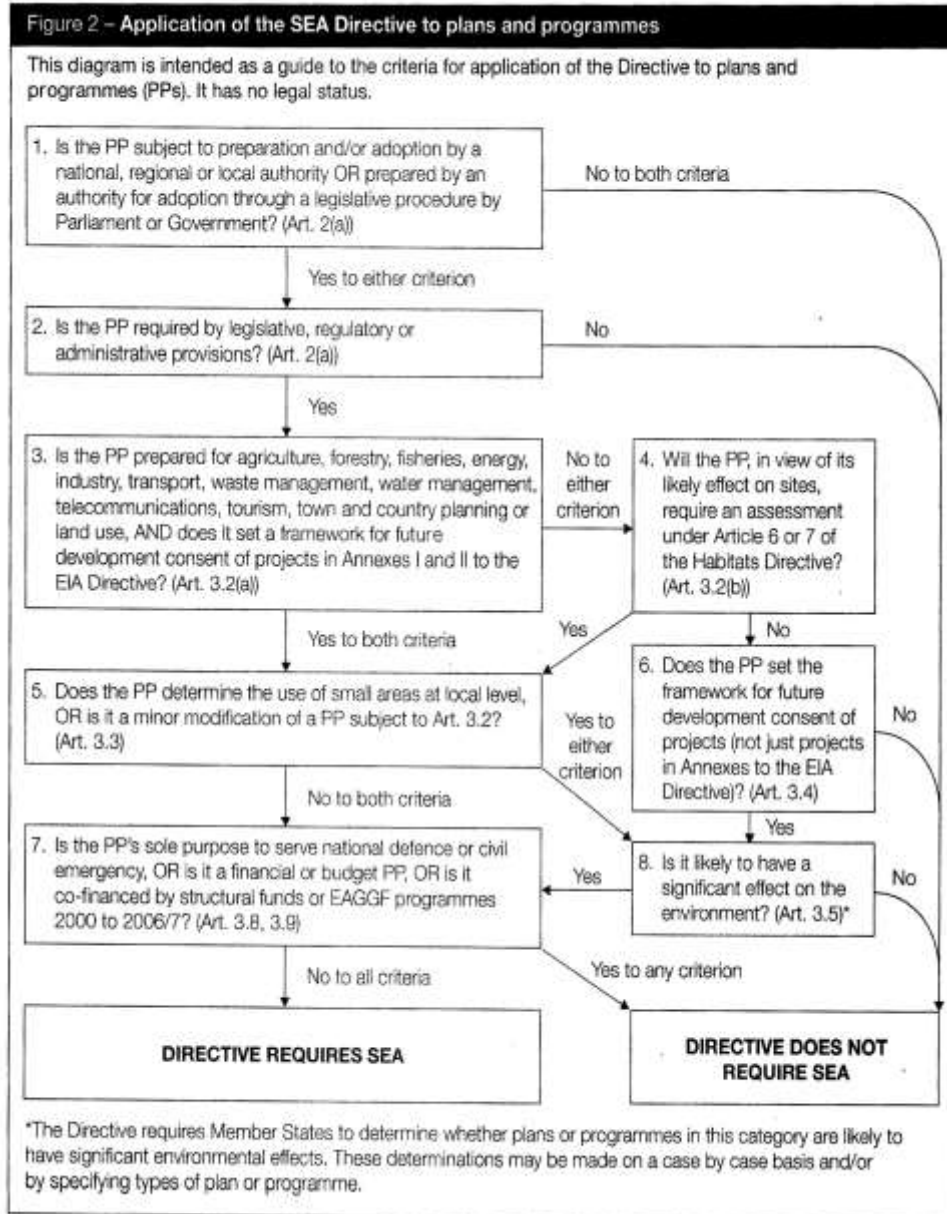 Figure 2 – Application of the SEA Directive to plans and programmes
This diagram is intended as a guide to the criteria for application of the Directive to plans and
programmes (PPs). It has no legal status.
1. Is the PP subject to preparation and/or adoption by a
national, regional or local authority OR prepared by an
authority for adoption through a legislative procedure by
Parliament or Government? (Art. 2(a))
No to both criteria
Yes to either criterion
2. Is the PP required by legislative, regulatory or
administrative provisions? (Art. 2(a))
No
Yes
3. Is the PP prepared for agriculture, forestry, fisheries, energy,
industry, transport, waste management, water management,
telecommunications, tourism, town and country planning or
land use, AND does it set a framework for future
development consent of projects in Annexes I and II to the
EIA Directive? (Art. 3.2(a))
No to
either
criterion
4. Will the PP, in view of its
likely effect on sites,
require an assessment
under Article 6 or 7
of the Habitats Directive?
(Art. 3.2(b))
Yes to both criteria
Yes
No
5. Does the PP determine the use of small areas at local level,
OR is it a minor modification of a PP subject to Art. 3.2?
(Art. 3.3)
Yes to
either
criterion
6. Does the PP set the
framework for future
development consent of
projects (not just projects
in Annexes to the EIA
Directive)? (Art. 3.4)
No
No to both criteria
Yes
7. Is the PP's sole purpose to serve national defence or civil
emergency, OR is it a financial or budget PP, OR is it
co-financed by structural funds or EAGGF programmes
2000 to 2006/7? (Art. 3.8, 3.9)
Yes
8. Is it likely to have a
significant effect on the
environment? (Art. 3.5)*
No
No to all criteria
Yes to any criterion
DIRECTIVE REQUIRES SEA
DIRECTIVE DOES NOT
REQUIRE SEA
*The Directive requires Member States to determine whether plans or programmes in this category are likely to
have significant environmental effects. These determinations may be made on a case by case basis and/or
by specifying types of plan or programme.